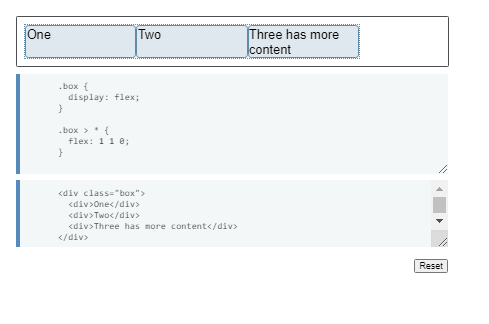 One Two Three has more
content
.box {
  display: flex;
}
.box > * {
  flex: 1 1 0;
}
<div class="box">
  <div>One</div>
  <div>Two</div>
  <div>Three has more content</div>
</div>
Reset